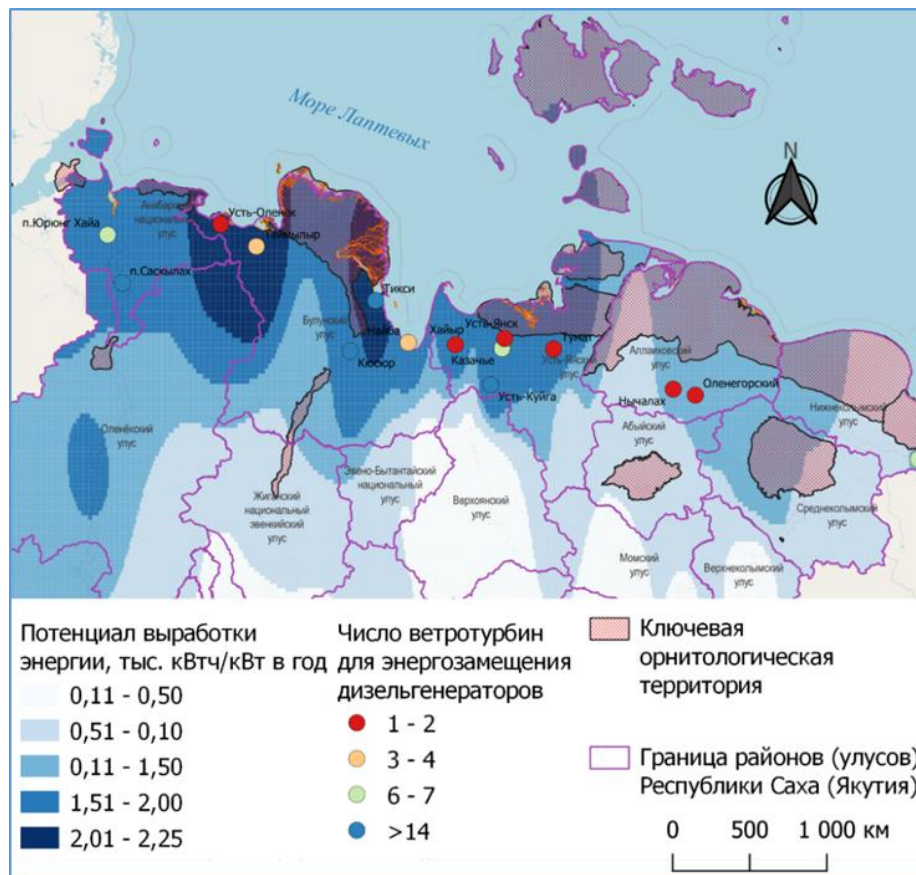 Море Лаптевых
N
Анабарский
национальный
улус
Усть-Оленек
п.Юрюнг Хайа
Таймылыр
п.Саскылах
Тикси
Булунский
улус
Найба
Хайыр
Усть-Янск
Тумат
Кюсюр
Казачье
Усть-Янский
улус
Аллаиховский
улус
Усть-Куйга
Нычалах
Оленегорский
Нижнеколымский
улус
Оленёкский
улус
Абыйский
улус
Эвено-Бытантайский
национальный
улус
Жиганский
национальный
эвенкийский
улус
Верхоянский
улус
Среднеколымский
улус
Момский
улус
Верхнеколымский
улус
Потенциал выработки
энергии, тыс. кВтч/кВт в год
0,11 - 0,50
0,51 - 0,10
0,11 - 1,50
1,51 - 2,00
2,01 - 2,25
Число ветротурбин
для энергозамещения
дизельгенераторов
1 - 2
3 - 4
6 - 7
>14
Ключевая
орнитологическая
территория
Граница районов (улусов)
Республики Саха (Якутия)
0 500 1 000 км